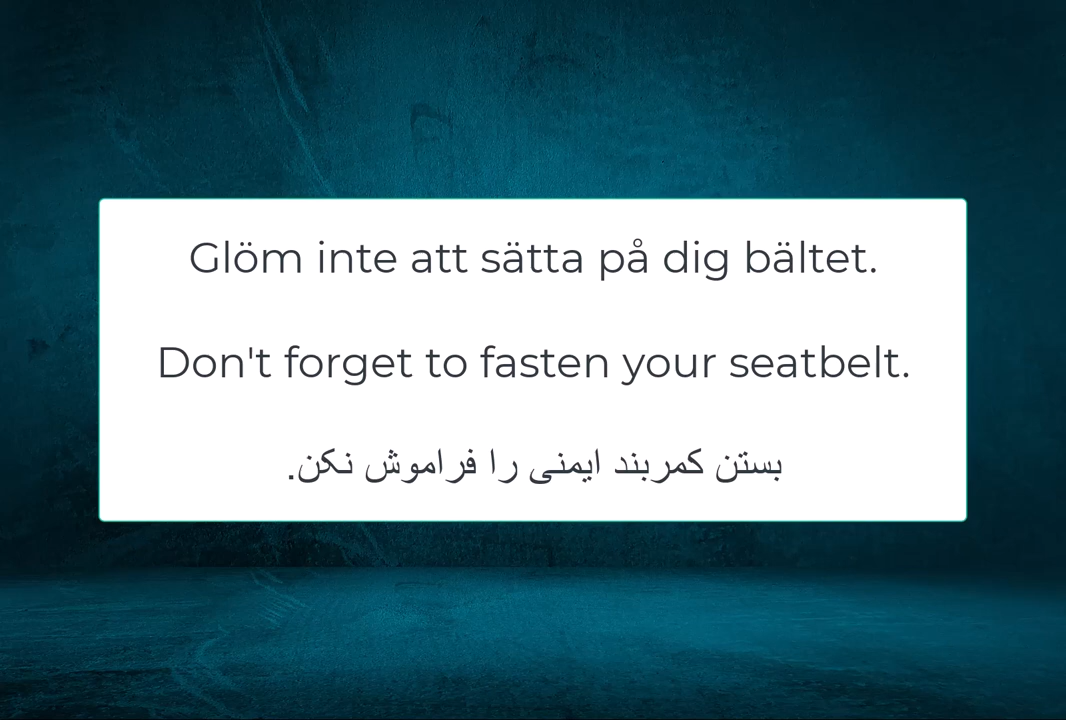 Glöm inte att sätta på dig bältet.
Don't forget to fasten your seatbelt.
بستن کمربند ایمنی را فراموش نکن.